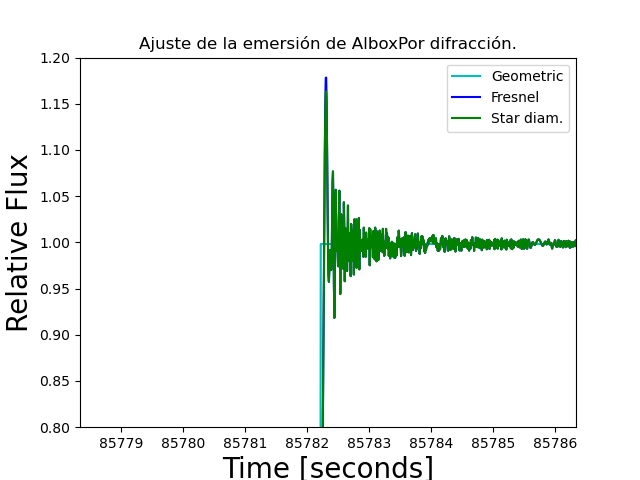 Ajuste de la emersión de AlboxPor difracción.
Relative Flux
1.20
1.15
1.10
1.05
1.00
0.95
0.90
0.85
0.80
Geometric
Fresnel
Star diam.
85779 85780 85781 85782 85783 85784 85785 85786
Time [seconds]